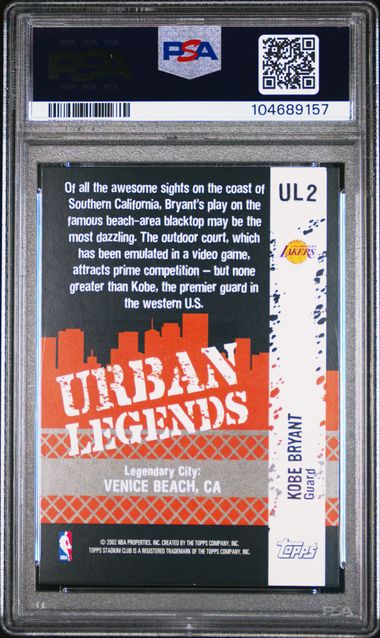 PSA
PSA
104689157
Of all the awesome sights on the coast of
Southern California, Bryant's play on the
famous beach-area blacktop may be the
most dazzling. The outdoor court, which
has been emulated in a video game,
attracts prime competition – but none
greater than Kobe, the premier guard in
the western U.S.
UL2
LAKERS
URBAN
LEGENDS
Legendary City:
VENICE BEACH, CA
KOBE BRYANT
Guard
NBA
© 2002 NBA PROPERTIES, INC. CREATED BY THE TOPPS COMPANY, INC.
TOPPS STADIUM CLUB IS A REGISTERED TRADEMARK OF THE TOPPS COMPANY, INC.
Topps
PSA